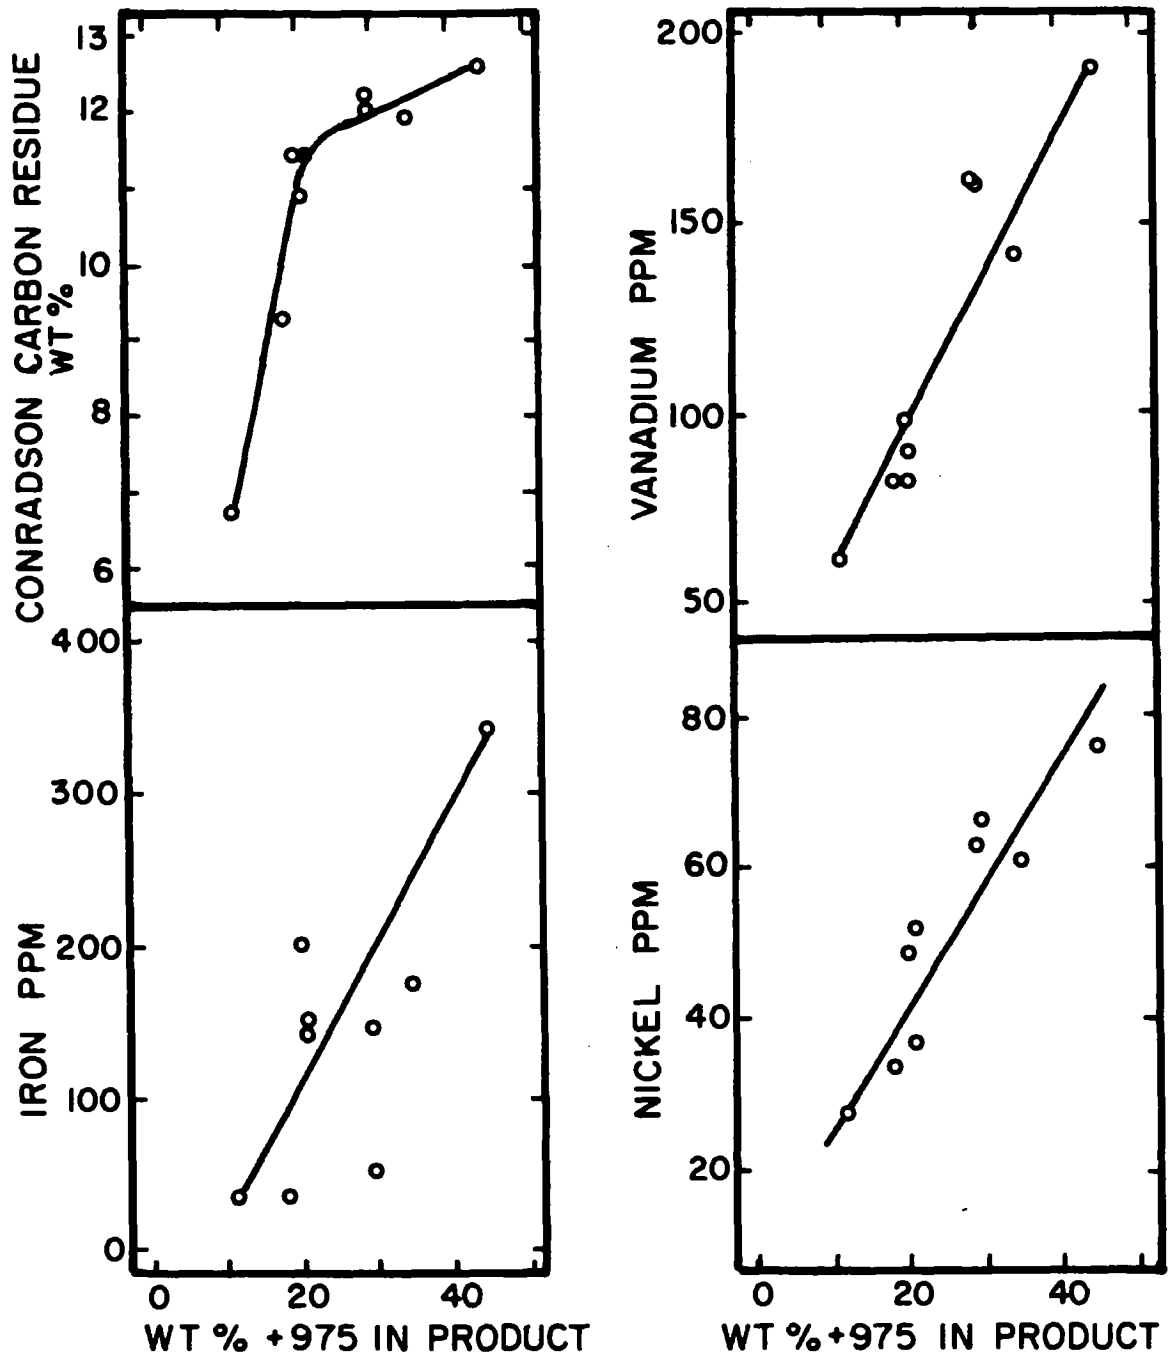 CONRADSON CARBON RESIDUE
WT %
13
12
10
8
6
VANADIUM PPM
200
150
100
50
IRON PPM
400
300
200
100
0
0 20 40
WT % +975 IN PRODUCT
NICKEL PPM
80
60
40
20
0 20 40
WT %+975 IN PRODUCT